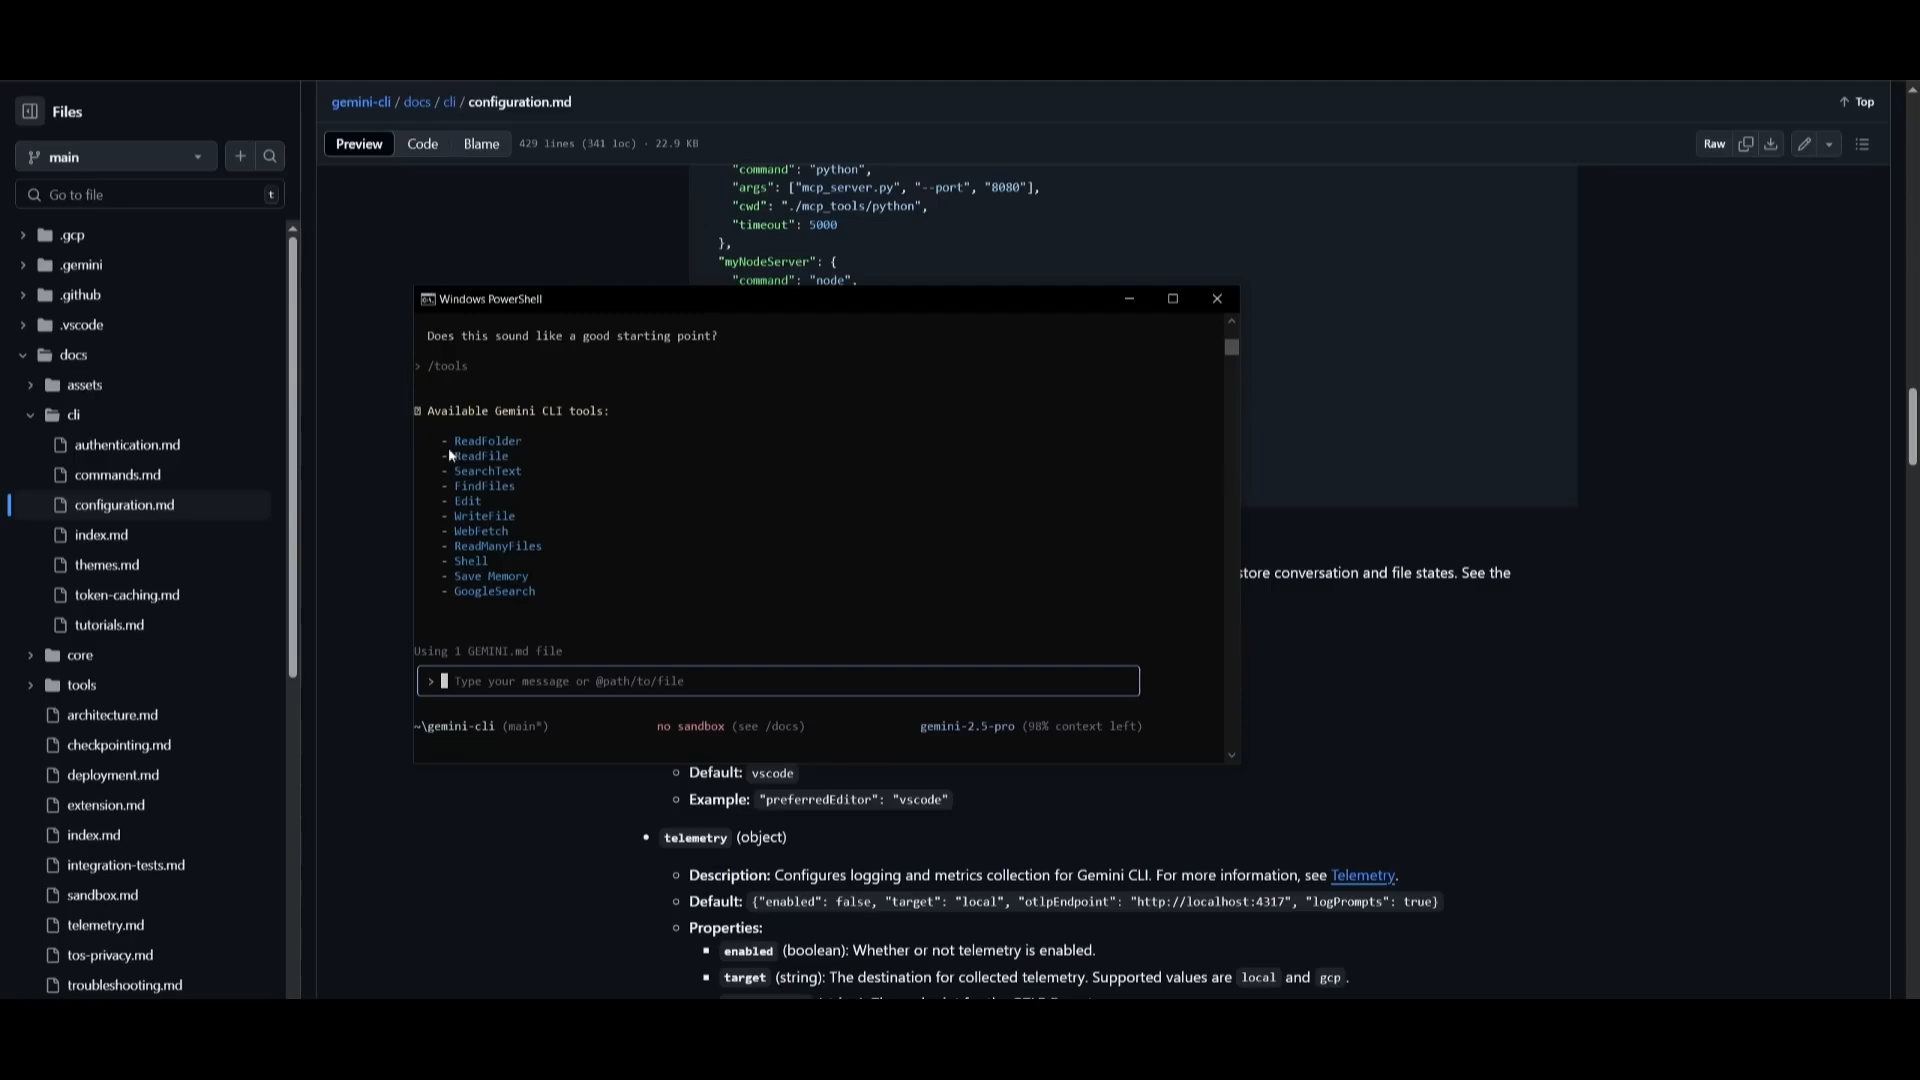 Files
main
Go to file
t
.gcp
.gemini
.github
.vscode
docs
assets
cli
authentication.md
commands.md
configuration.md
index.md
themes.md
token-caching.md
tutorials.md
core
tools
architecture.md
checkpointing.md
deployment.md
extension.md
index.md
integration-tests.md
sandbox.md
telemetry.md
tos-privacy.md
troubleshooting.md
gemini-cli / docs / cli / configuration.md
Top
Preview Code Blame 429 lines (341 loc) · 22.9 KB
Raw
"command": "python",
"args": ["mcp_server.py", "--port", "8080"],
"cwd": "./mcp_tools/python",
"timeout": 5000
},
"myNodeServer": {
"command": "node",
Windows PowerShell
Does this sound like a good starting point?
> /tools
Available Gemini CLI tools:
- ReadFolder
- ReadFile
- SearchText
- FindFiles
- Edit
- WriteFile
- WebFetch
- ReadManyFiles
- Shell
- Save Memory
- GoogleSearch
Using 1 GEMINI.md file
> Type your message or @path/to/file
~\gemini-cli (main*) no sandbox (see /docs) gemini-2.5-pro (98% context left)
store conversation and file states. See the
Default: vscode
Example: "preferredEditor": "vscode"
telemetry (object)
Description: Configures logging and metrics collection for Gemini CLI. For more information, see Telemetry.
Default: {"enabled": false, "target": "local", "otlpEndpoint": "http://localhost:4317", "logPrompts": true}
Properties:
enabled (boolean): Whether or not telemetry is enabled.
target (string): The destination for collected telemetry. Supported values are local and gcp.